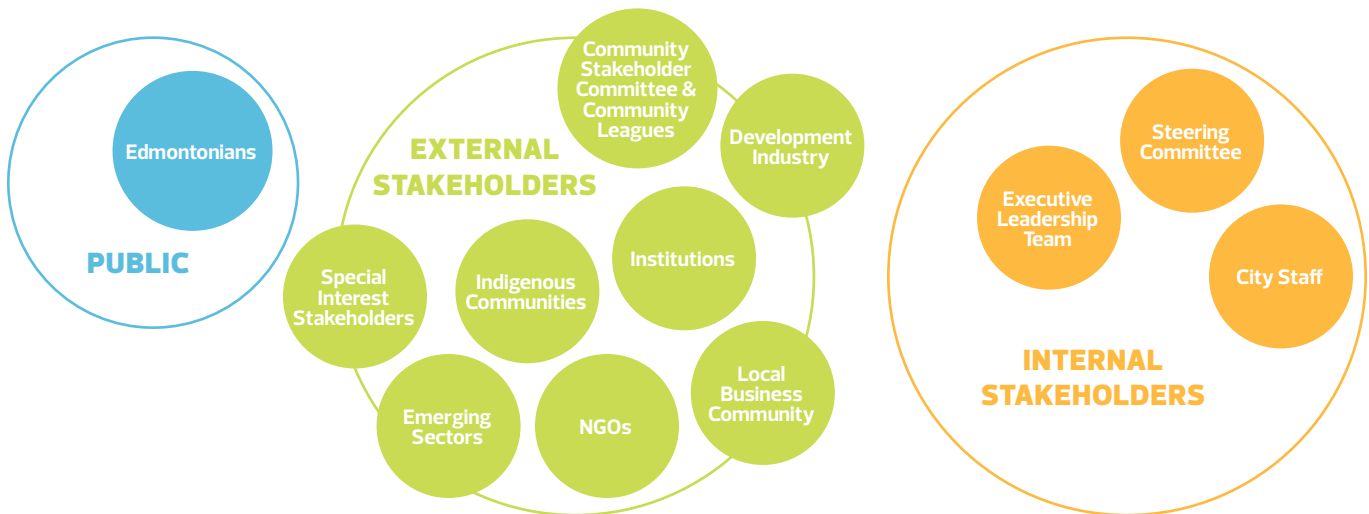 Edmontonians
PUBLIC
EXTERNAL
STAKEHOLDERS
Community
Stakeholder
Committee &
Community
Leagues
Development
Industry
Institutions
Indigenous
Communities
Special
Interest
Stakeholders
Emerging
Sectors
NGOs
Local
Business
Community
Steering
Committee
Executive
Leadership
Team
City Staff
INTERNAL
STAKEHOLDERS